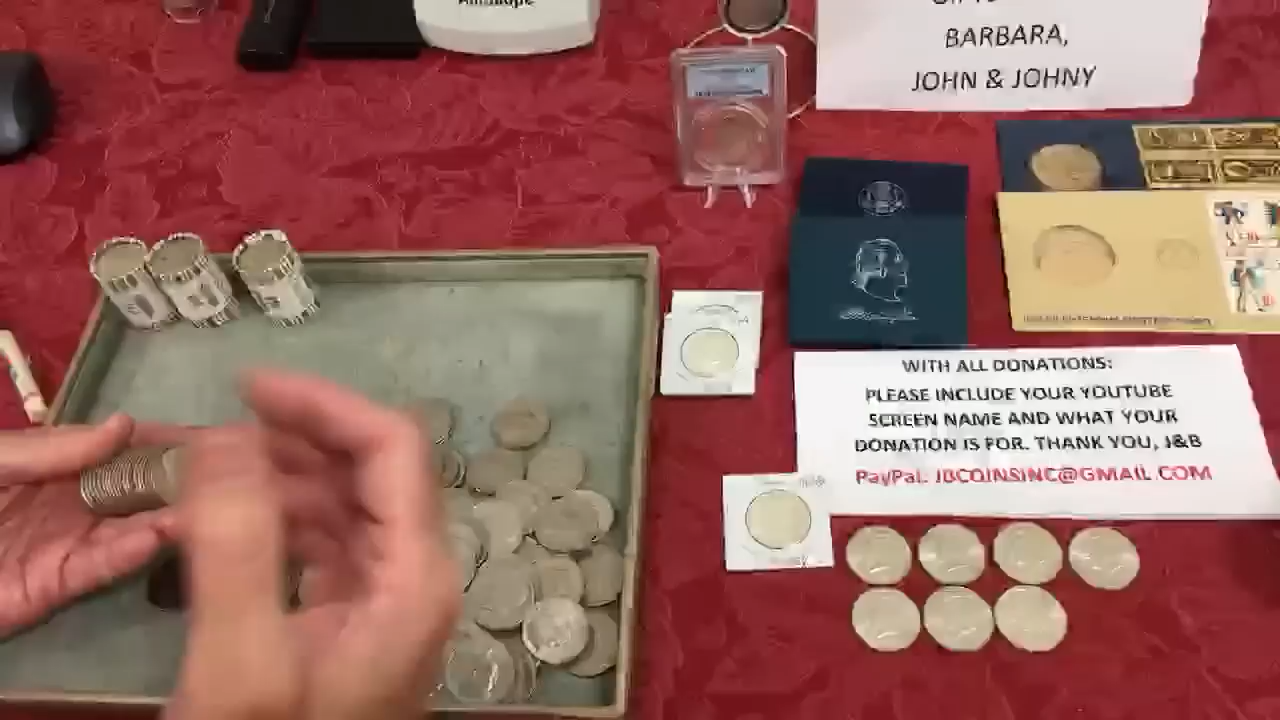 BARBARA,
JOHN & JOHNY
WITH ALL DONATIONS:
PLEASE INCLUDE YOUR YOUTUBE
SCREEN NAME AND WHAT YOUR
DONATION IS FOR. THANK YOU, J&B
PayPal: JBCOINSINC@GMAIL.COM